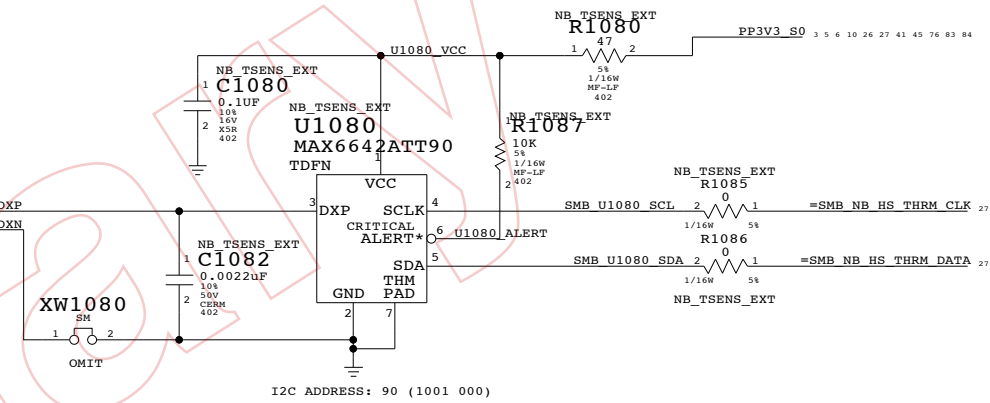 NB_TSENS_EXT
R1080
47
1 2
5%
1/16W
MF-LF
402
PP3V3_S0 3 5 6 10 26 27 41 45 76 83 84
U1080_VCC
NB_TSENS_EXT
C1080
1
0.1UF
10%
16V
X5R
402
2
NB_TSENS_EXT
U1080
MAX6642ATT90
TDFN
1
NB_TSENS_EXT
R1087
1
10K
5%
1/16W
MF-LF
402
2
VCC
DXP
3 DXP
SCLK 4
CRITICAL
ALERT* 6
SDA 5
THM
PAD
GND
2 7
U1080_ALERT
NB_TSENS_EXT
R1085
0
SMB_U1080_SCL 2 1 =SMB_NB_HS_THRM_CLK 27
1/16W 5%
R1086
0
SMB_U1080_SDA 2 1 =SMB_NB_HS_THRM_DATA 27
1/16W 5%
NB_TSENS_EXT
DXN
NB_TSENS_EXT
C1082
1
0.0022uF
10%
50V
CERM
402
2
XW1080
SM
1 2
OMIT
I2C ADDRESS: 90 (1001 000)